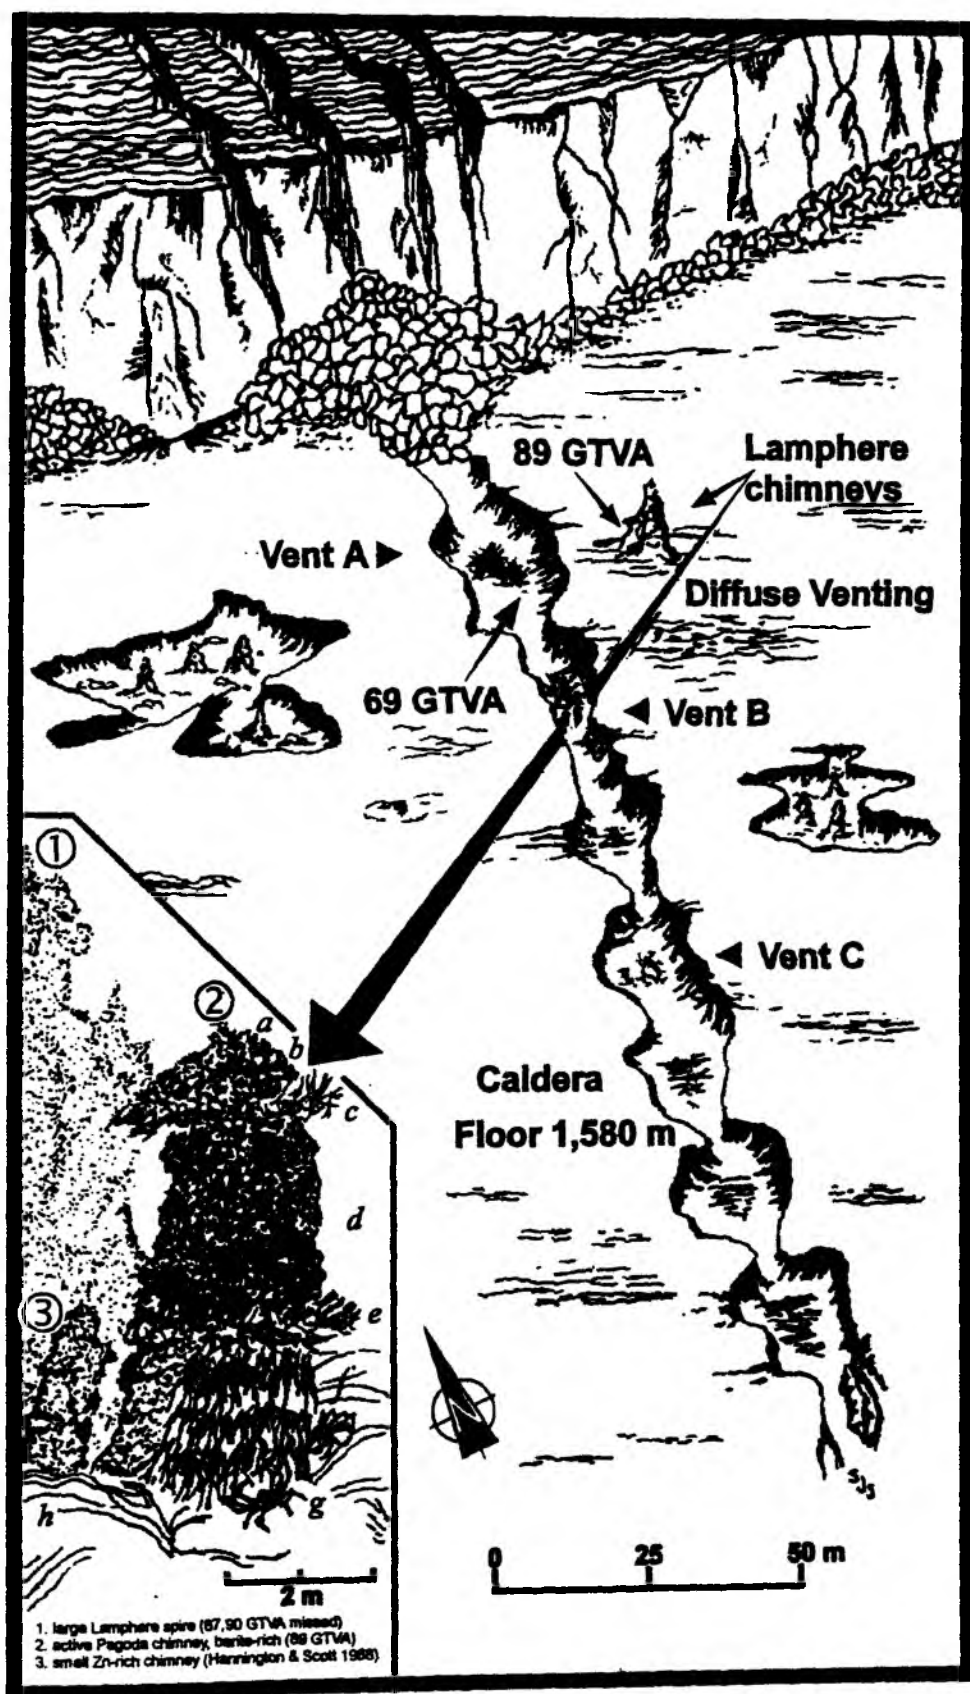 89 GTVA
Lamphere
chimneys
Vent A
Diffuse Venting
69 GTVA
Vent B
1
Vent C
2
a
b
c
Caldera
Floor 1,580 m
d
3
e
f
N
SJS
g
h
0 25 50 m
2 m
1. large Lamphere spire (87,90 GTVA missed)
2. active Pagoda chimney, barite-rich (89 GTVA)
3. small Zn-rich chimney (Hannington & Scott 1988)